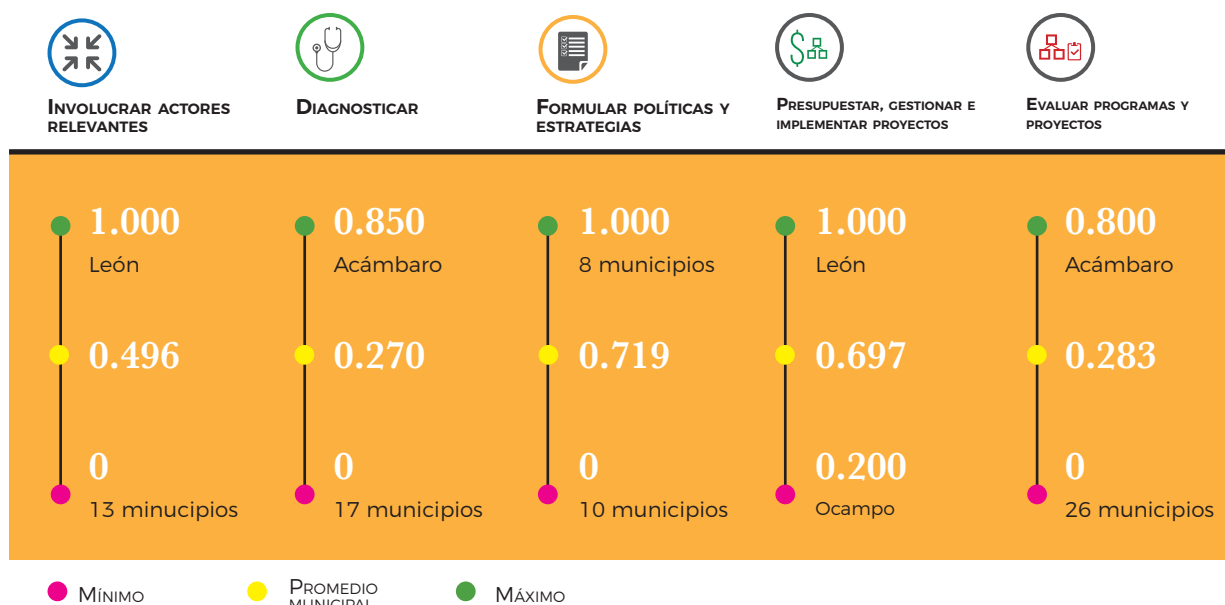 INVOLUCRAR ACTORES
RELEVANTES
DIAGNOSTICAR
FORMULAR POLÍTICAS Y
ESTRATEGIAS
PRESUPUESTAR, GESTIONAR E
IMPLEMENTAR PROYECTOS
EVALUAR PROGRAMAS Y
PROYECTOS
1.000
León
0.496
0
13 minucipios
0.850
Acámbaro
0.270
0
17 municipios
1.000
8 municipios
0.719
0
10 municipios
1.000
León
0.697
0.200
Ocampo
0.800
Acámbaro
0.283
0
26 municipios
MÍNIMO
PROMEDIO
MUNICIPAL
MÁXIMO